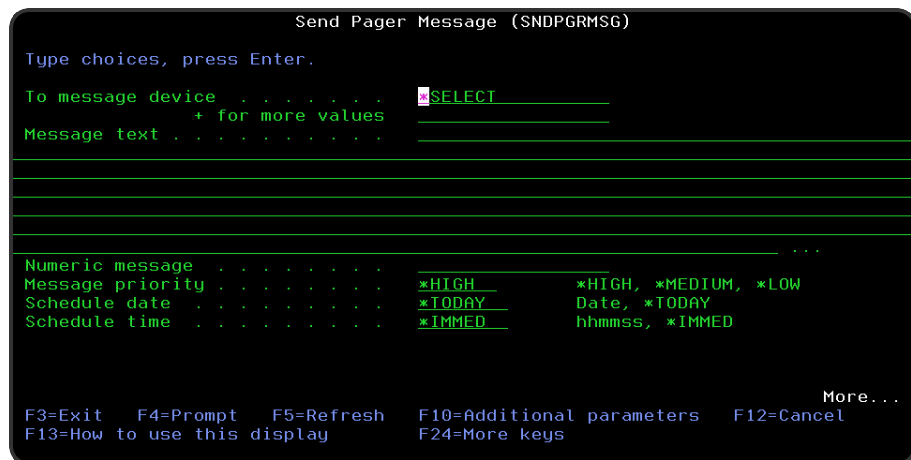 Send Pager Message (SNDPGRMSG)
Type choices, press Enter.
To message device . . . . . . . *SELECT
+ for more values
Message text . . . . . . . . . .
...
Numeric message . . . . . . . .
Message priority . . . . . . . . *HIGH *HIGH, *MEDIUM, *LOW
Schedule date . . . . . . . . . *TODAY Date, *TODAY
Schedule time . . . . . . . . . *IMMED hhmmss, *IMMED
More...
F3=Exit F4=Prompt F5=Refresh F10=Additional parameters F12=Cancel
F13=How to use this display F24=More keys